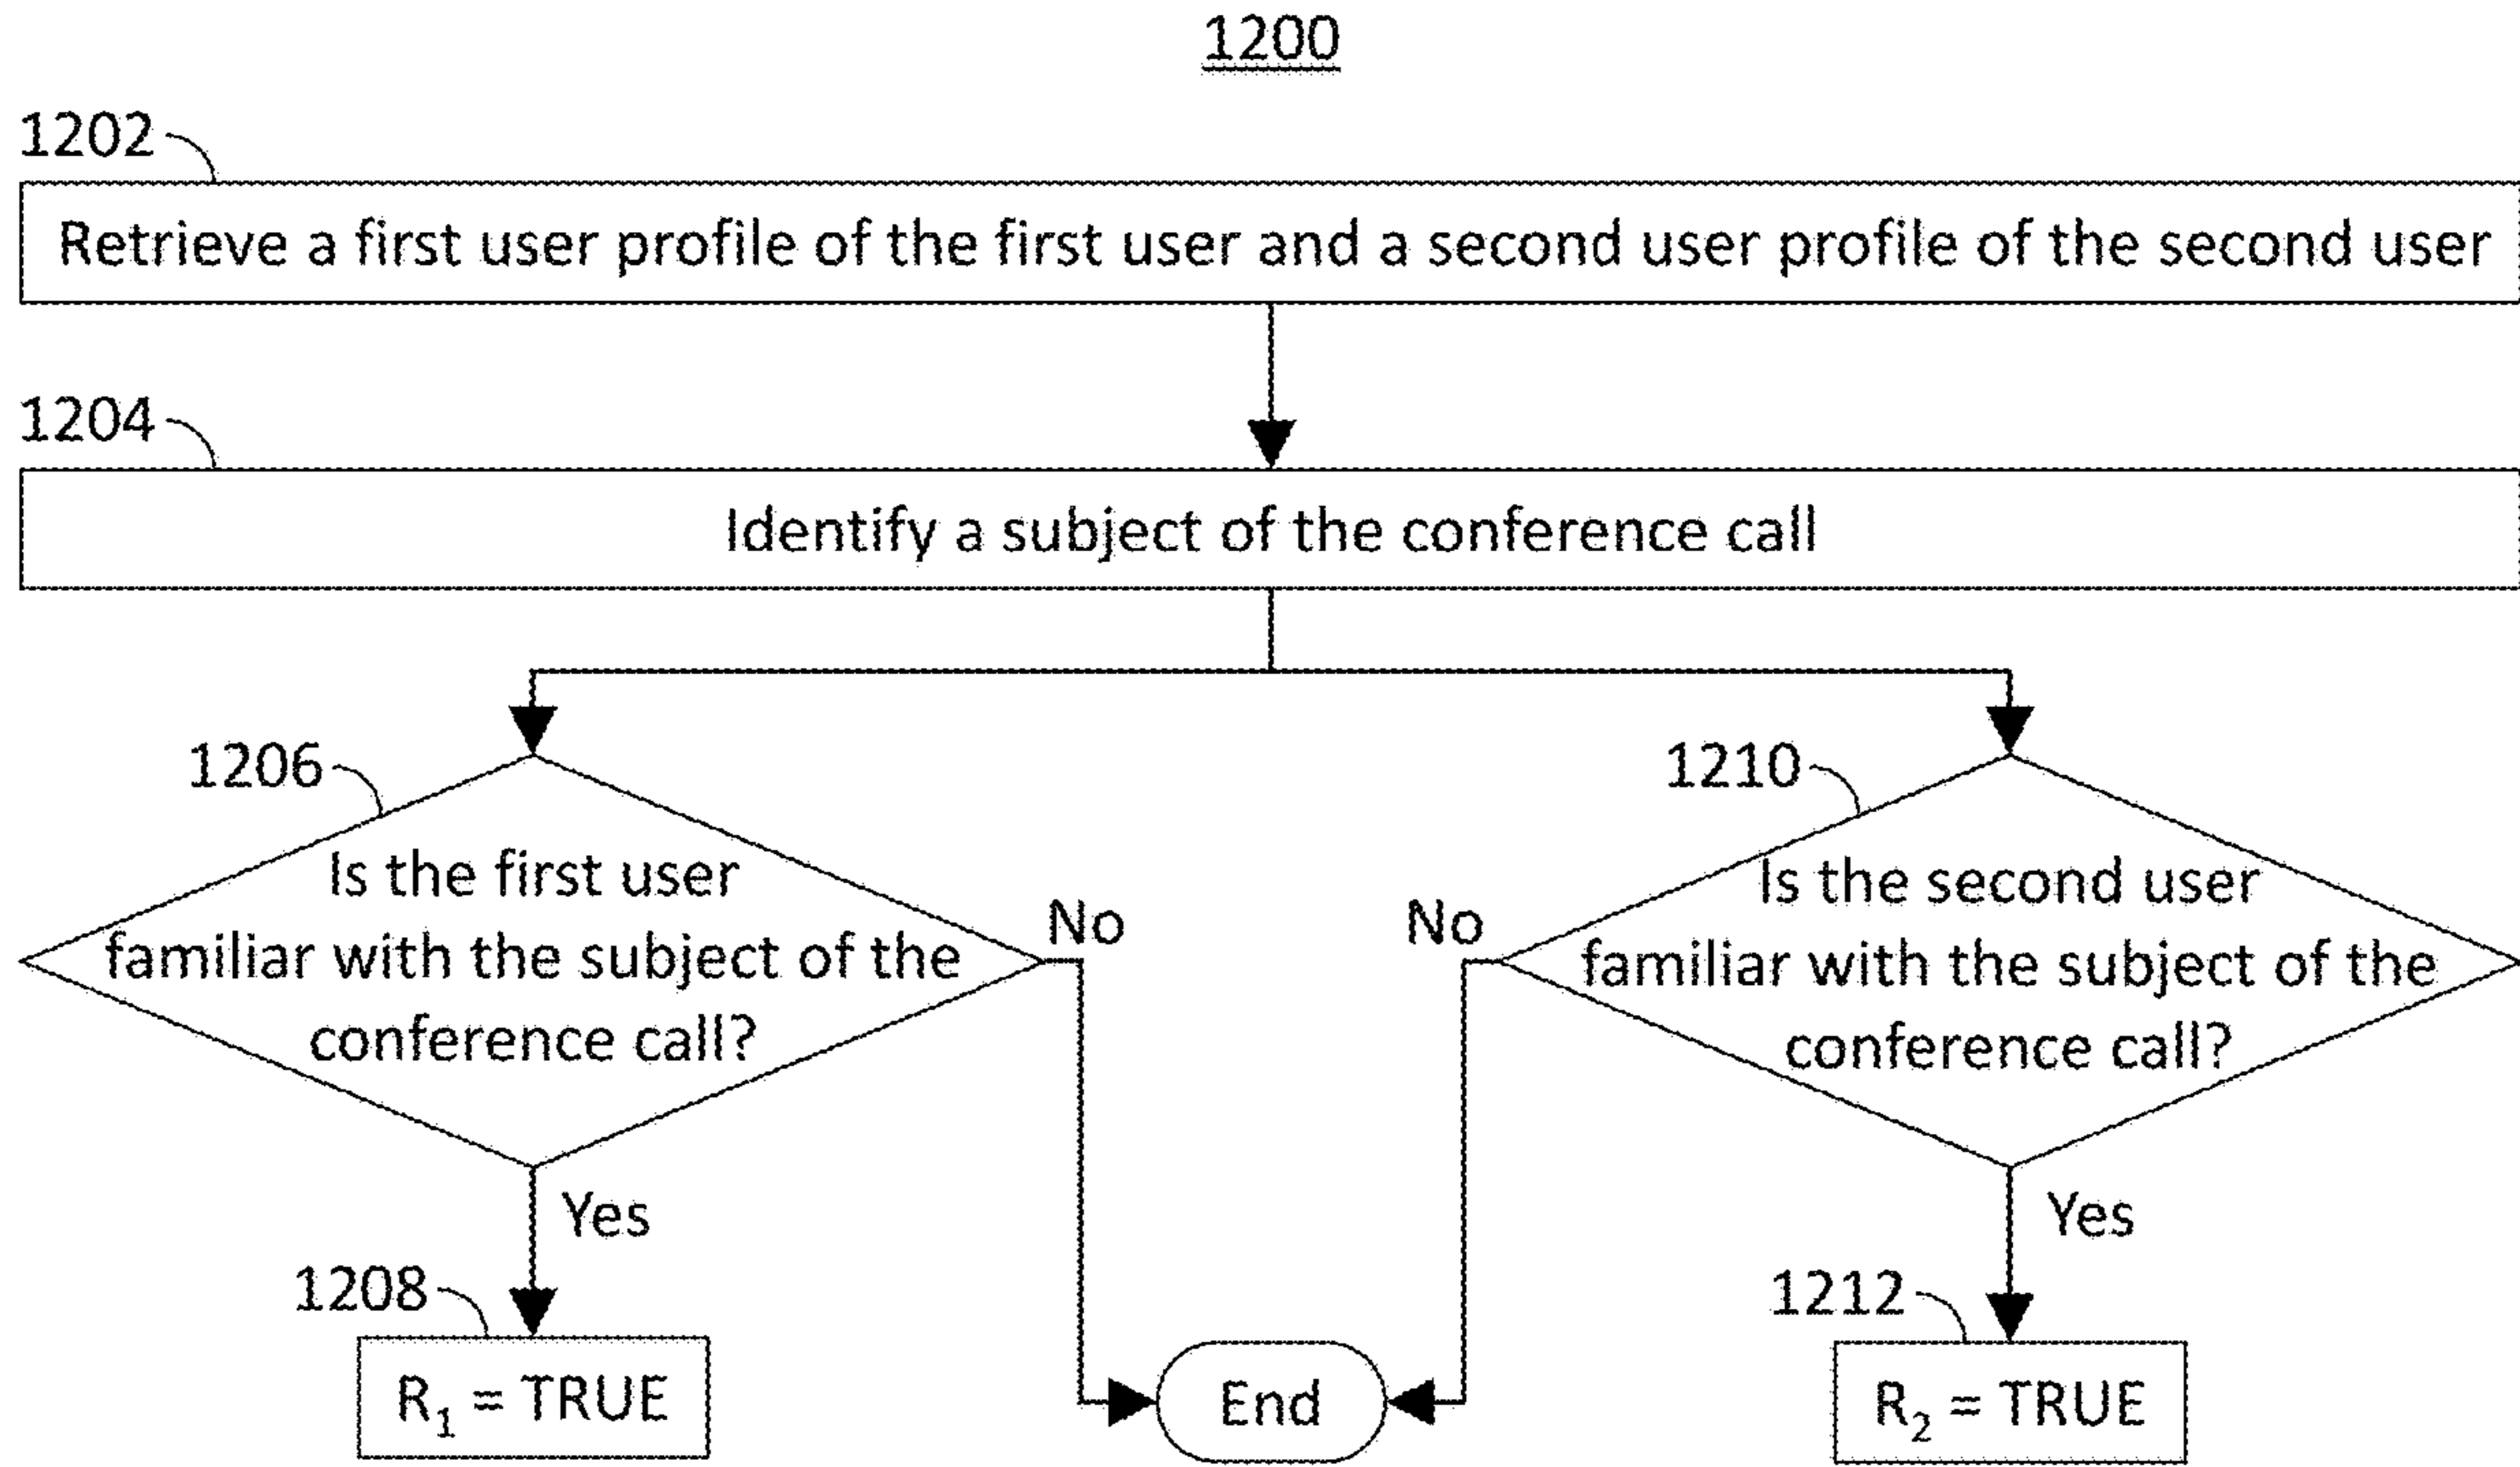 1200
1202
Retrieve a first user profile of the first user and a second user profile of the second user
1204
Identify a subject of the conference call
1206
Is the first user
familiar with the subject of the
conference call?
No
Yes
1208
R₁ = TRUE
1210
Is the second user
familiar with the subject of the
conference call?
No
Yes
1212
R₂ = TRUE
End